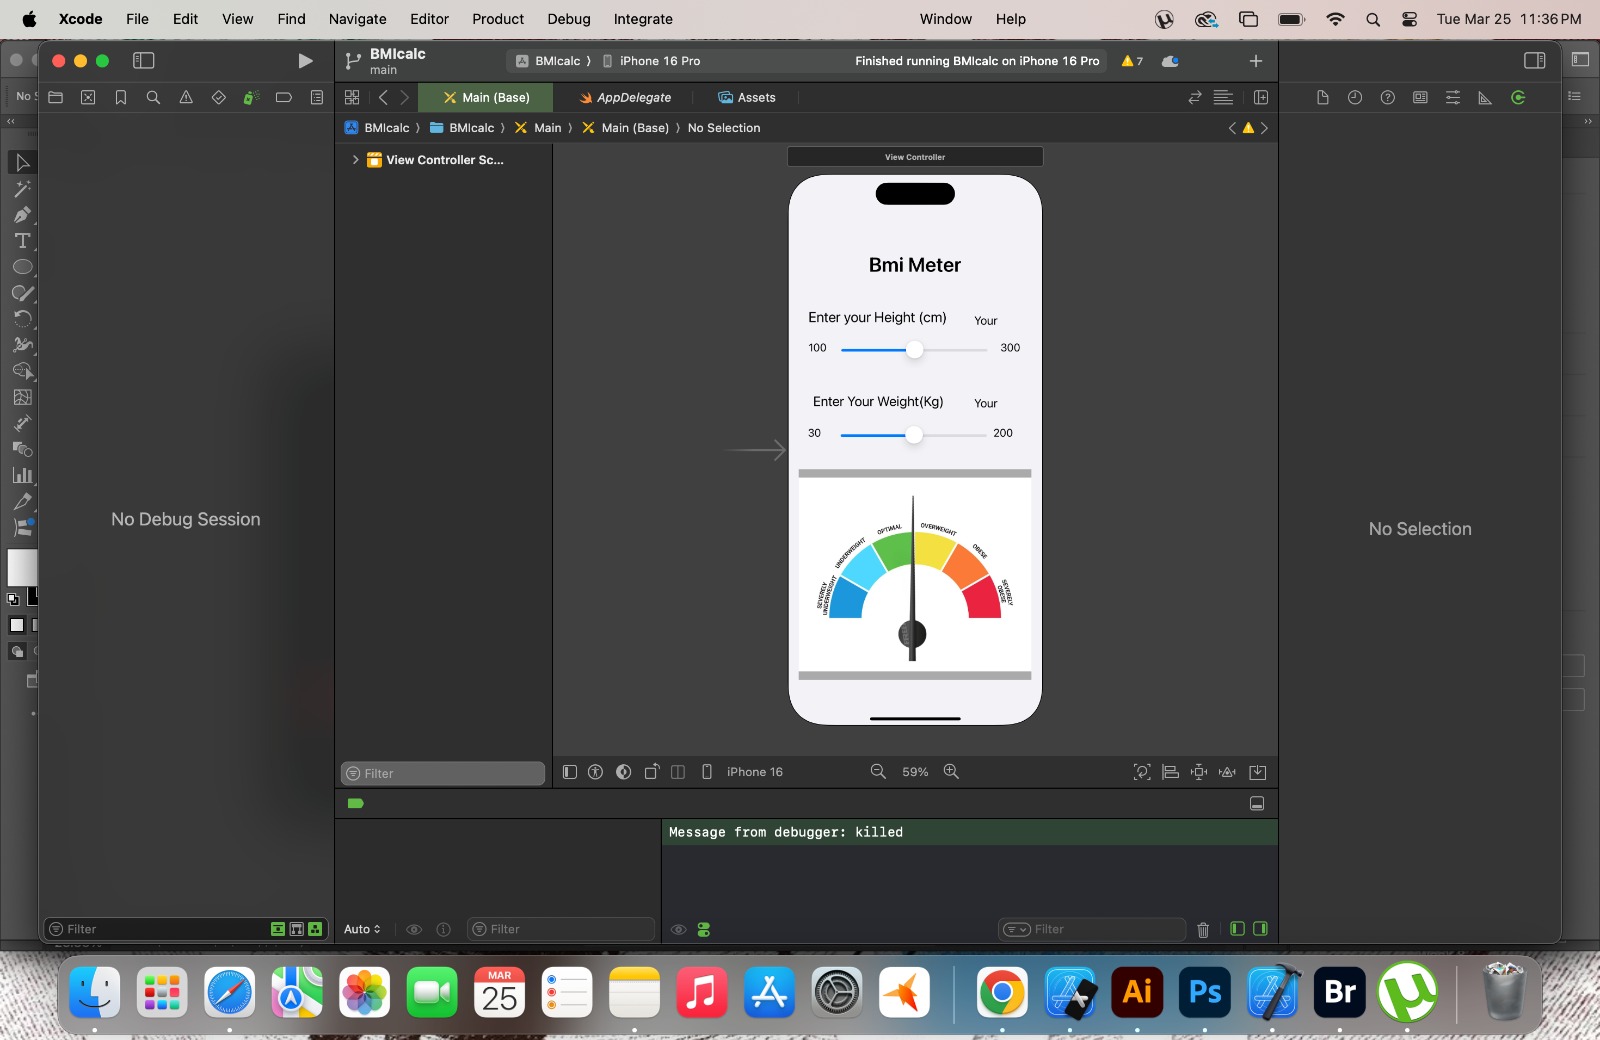 Xcode File Edit View Find Navigate Editor Product Debug Integrate Window Help Tue Mar 25 11:36 PM
BMIcalc
main
BMIcalc iPhone 16 Pro Finished running BMIcalc on iPhone 16 Pro 7
No S
Main (Base) AppDelegate Assets
BMIcalc BMIcalc Main Main (Base) No Selection
View Controller Sc...
View Controller
Bmi Meter
Enter your Height (cm) Your
100 300
Enter Your Weight(Kg) Your
30 200
SEVERELY UNDERWEIGHT
UNDERWEIGHT
OPTIMAL
OVERWEIGHT
OBESE
SEVERELY OBESE
No Debug Session
No Selection
Filter iPhone 16 59%
Message from debugger: killed
Filter Auto Filter Filter
MAR
25
Ai Ps Br